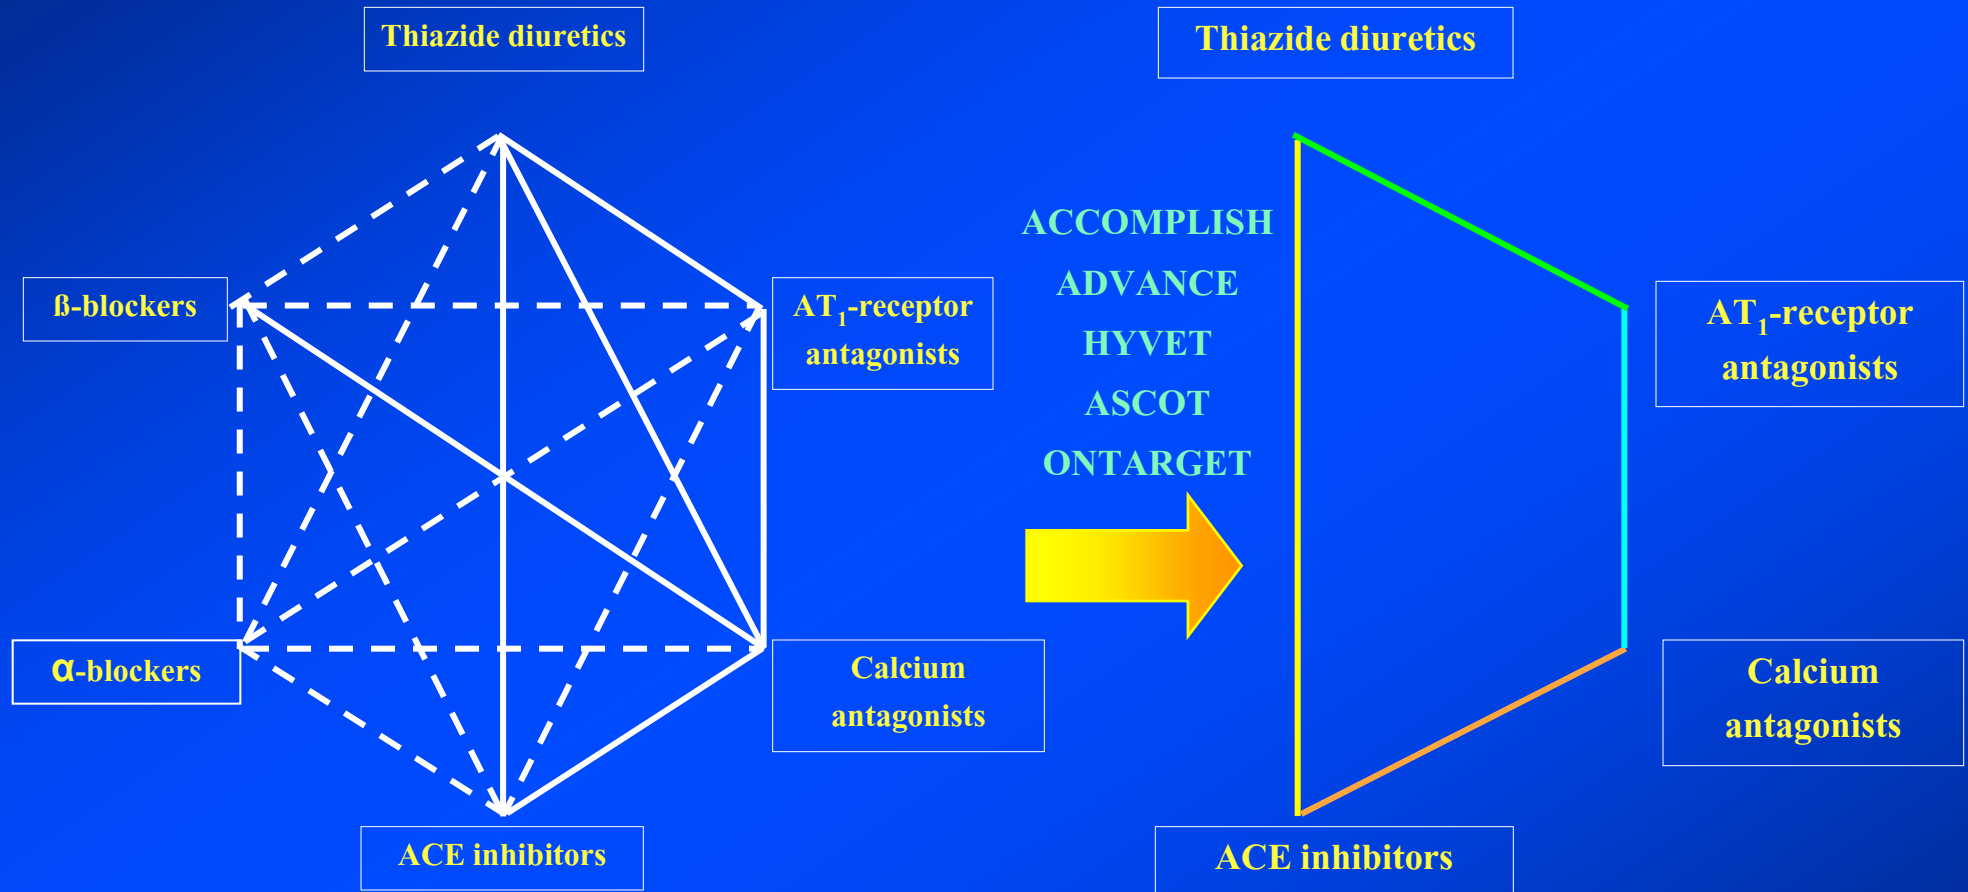 Thiazide diuretics
ß-blockers
AT₁-receptor
antagonists
α-blockers
Calcium
antagonists
ACE inhibitors
ACCOMPLISH
ADVANCE
HYVET
ASCOT
ONTARGET
Thiazide diuretics
AT₁-receptor
antagonists
Calcium
antagonists
ACE inhibitors